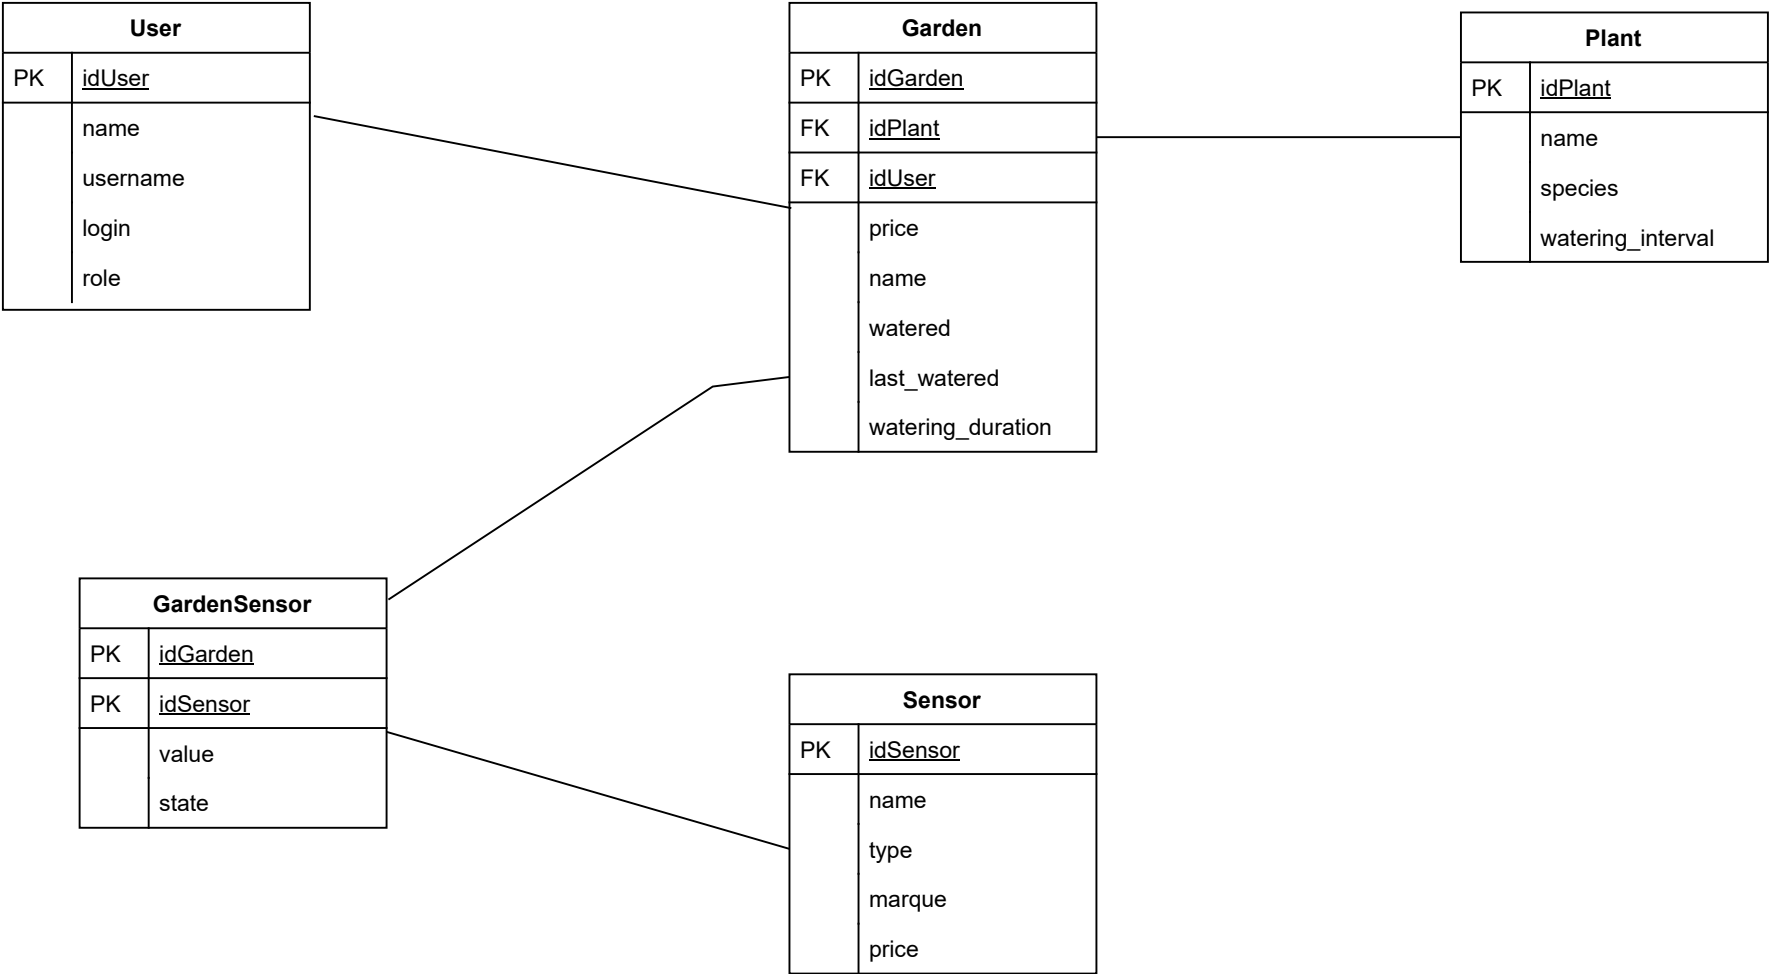 User
PK idUser
name
username
login
role
Garden
PK idGarden
FK idPlant
FK idUser
price
name
watered
last_watered
watering_duration
Plant
PK idPlant
name
species
watering_interval
GardenSensor
PK idGarden
PK idSensor
value
state
Sensor
PK idSensor
name
type
marque
price